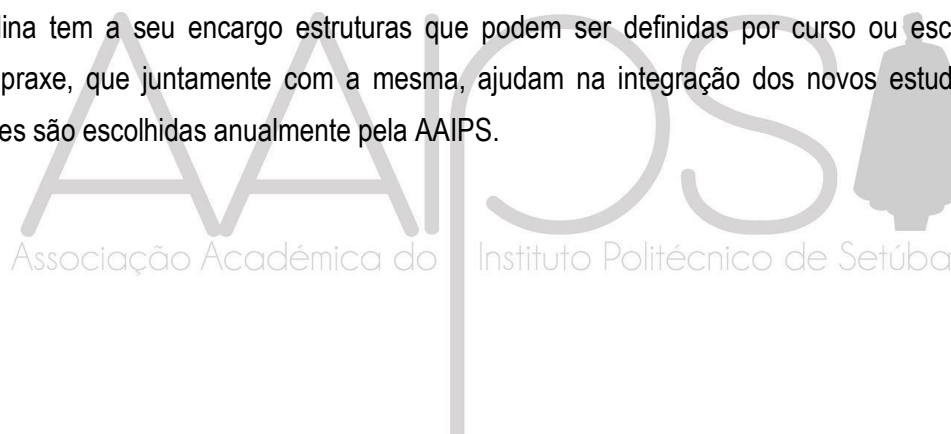 lina tem a seu encargo estruturas que podem ser definidas por curso ou esc
praxe, que juntamente com a mesma, ajudam na integração dos novos estud
es são escolhidas anualmente pela AAIPS.
AAIPS
Associação Académica do Instituto Politécnico de Setúba